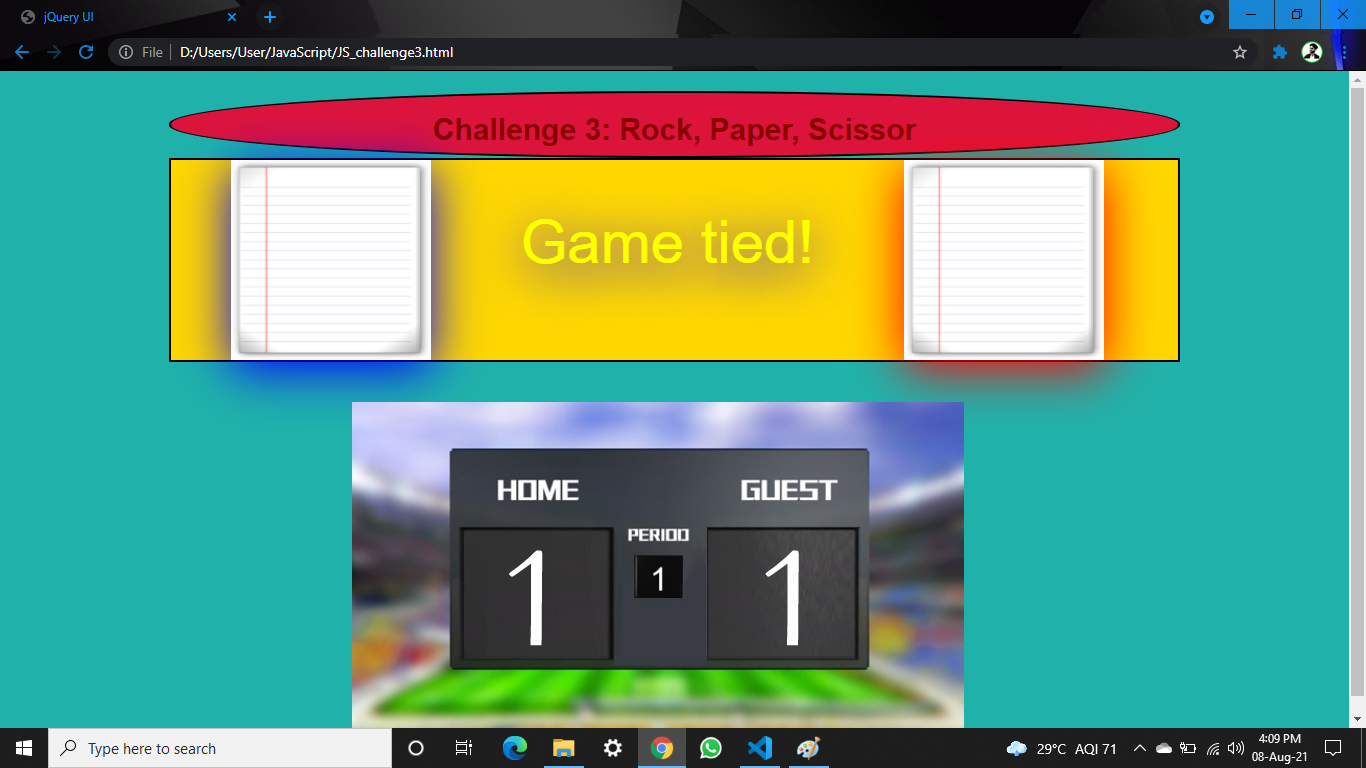 jQuery UI
File
D:/Users/User/JavaScript/JS_challenge3.html
Challenge 3: Rock, Paper, Scissor
Game tied!
HOME
GUEST
PERIOD
1
1
1
Type here to search
29°C AQI 71
4:09 PM
08-Aug-21